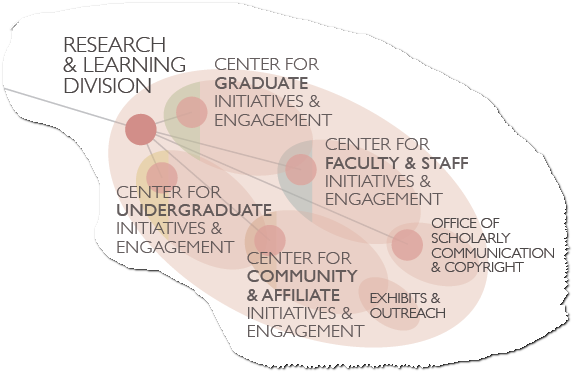 RESEARCH
& LEARNING
DIVISION
CENTER FOR
GRADUATE
INITIATIVES &
ENGAGEMENT
CENTER FOR
FACULTY & STAFF
INITIATIVES &
ENGAGEMENT
CENTER FOR
UNDERGRADUATE
INITIATIVES &
ENGAGEMENT
OFFICE OF
SCHOLARLY
COMMUNICATION
& COPYRIGHT
CENTER FOR
COMMUNITY
& AFFILIATE
INITIATIVES &
ENGAGEMENT
EXHIBITS &
OUTREACH